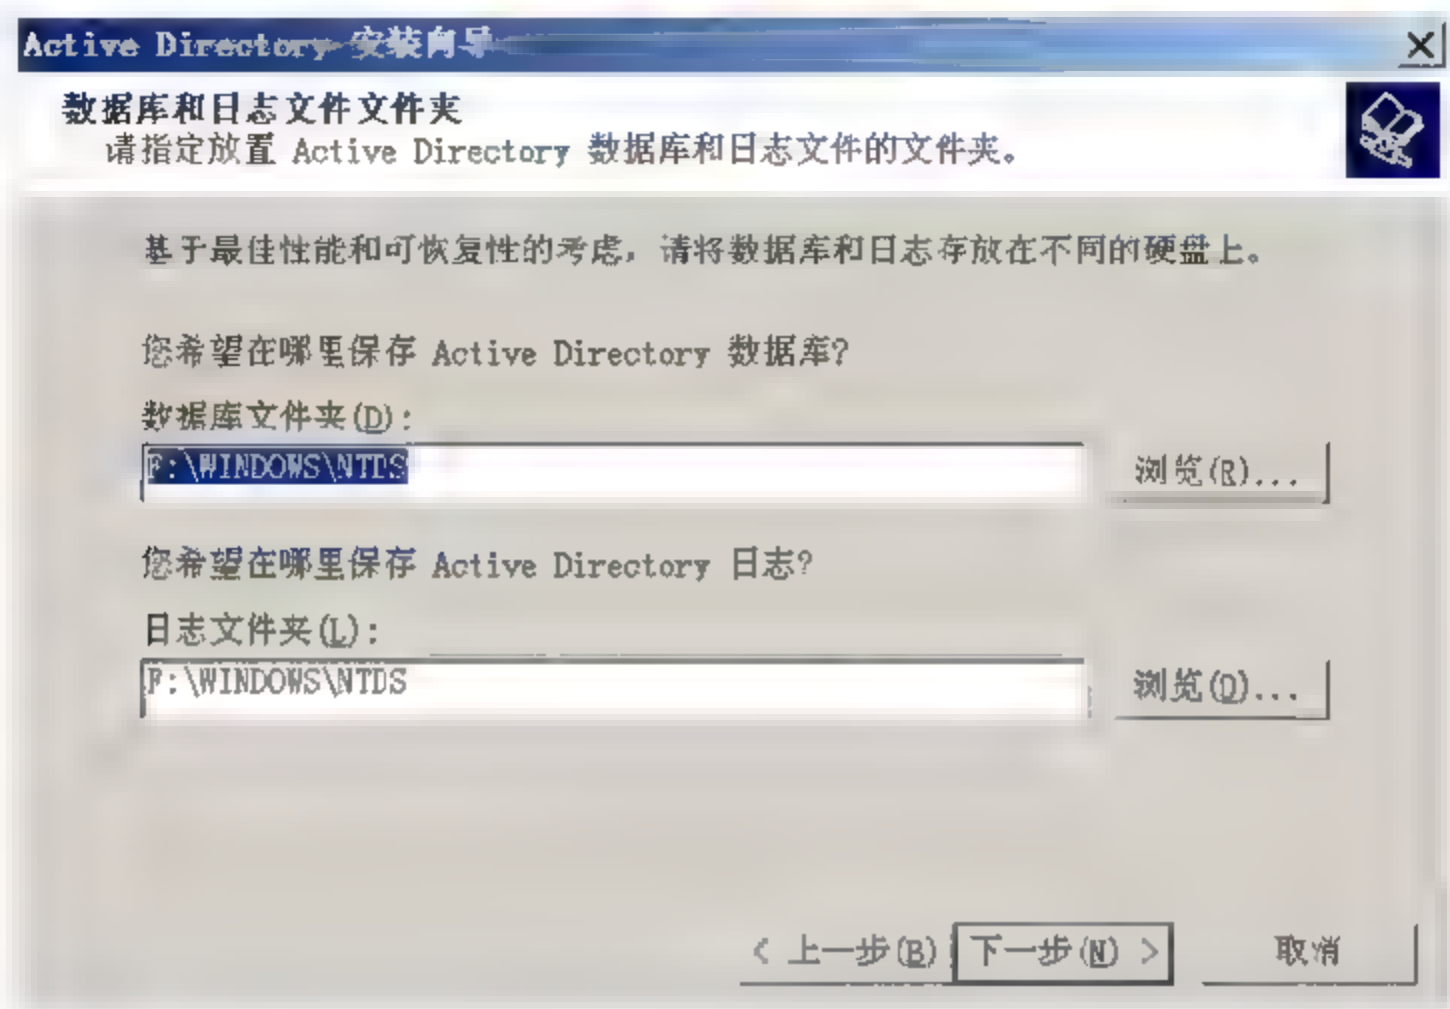 Active Directory 安装向导
数据库和日志文件文件夹
请指定放置 Active Directory 数据库和日志文件的文件夹。
基于最佳性能和可恢复性的考虑，请将数据库和日志存放在不同的硬盘上。
您希望在哪里保存 Active Directory 数据库?
数据库文件夹(D):
F:\WINDOWS\NTDS
浏览(R)...
您希望在哪里保存 Active Directory 日志?
日志文件夹(L):
F:\WINDOWS\NTDS
浏览(O)...
< 上一步(B)
下一步(N) >
取消